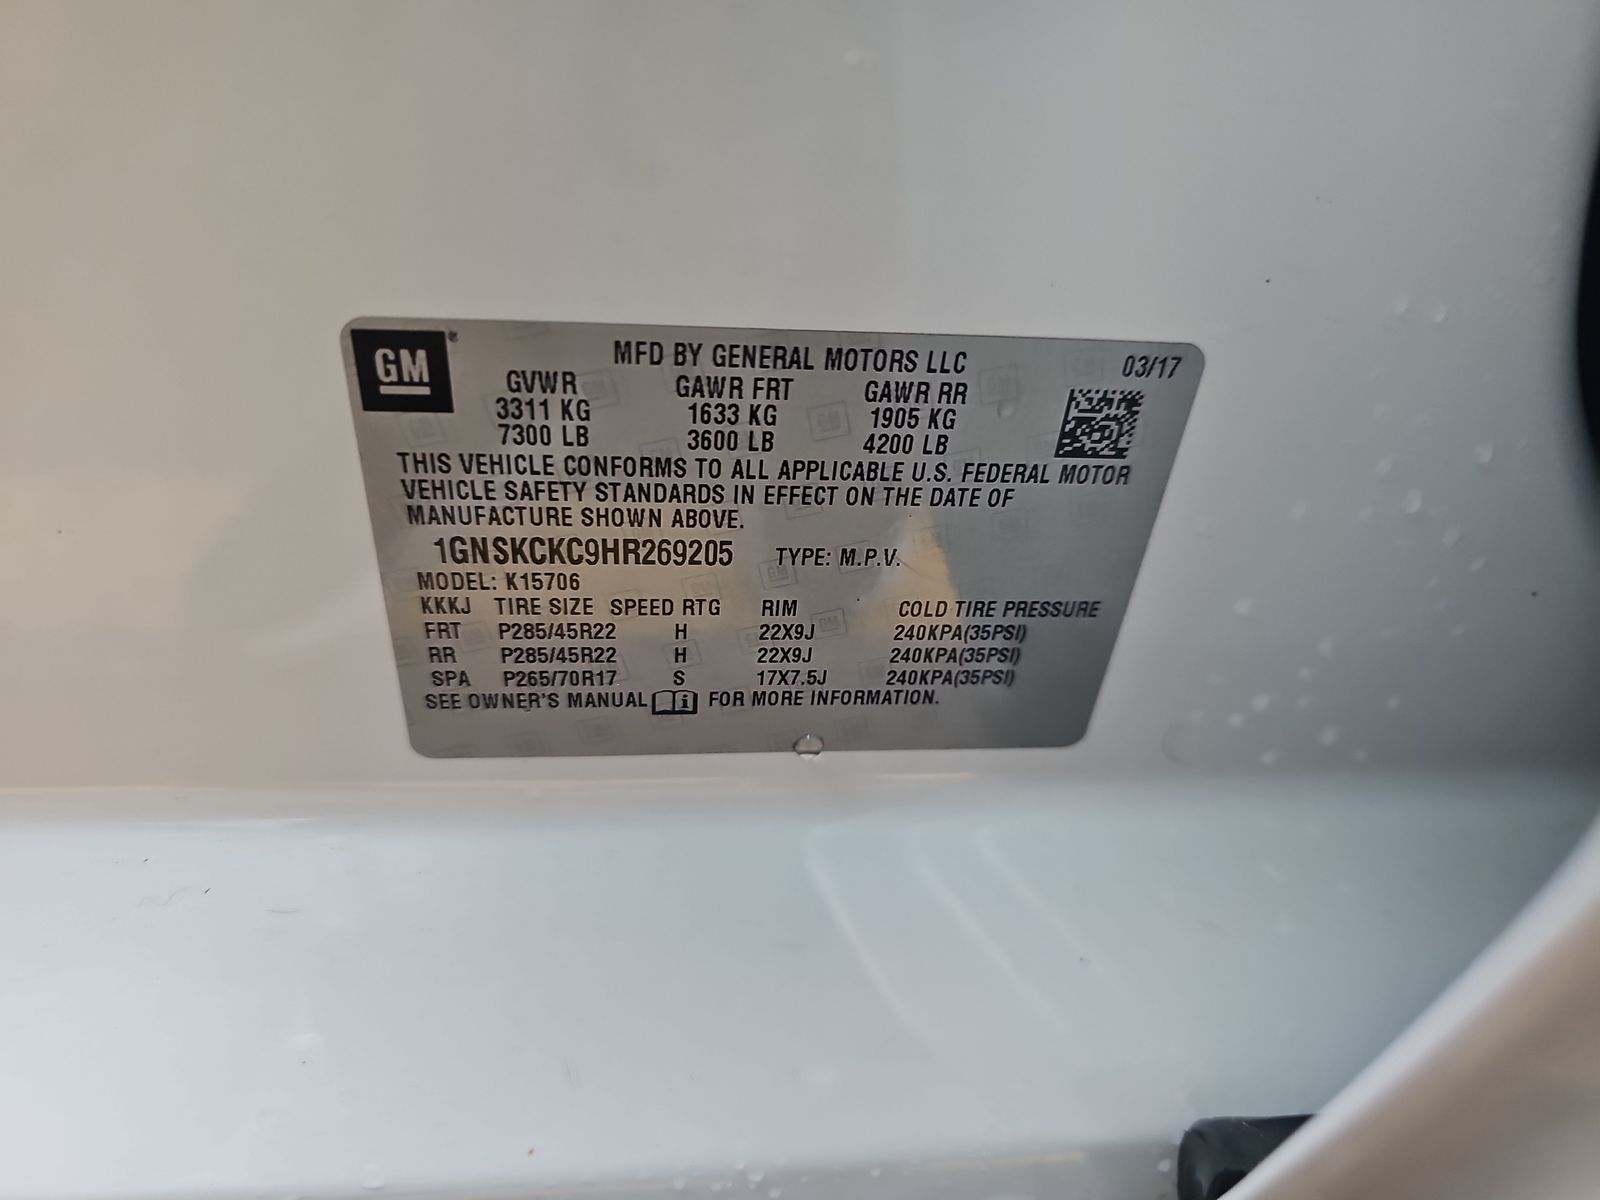 GM
MFD BY GENERAL MOTORS LLC 03/17
GVWR GAWR FRT GAWR RR
3311 KG 1633 KG 1905 KG
7300 LB 3600 LB 4200 LB
THIS VEHICLE CONFORMS TO ALL APPLICABLE U.S. FEDERAL MOTOR
VEHICLE SAFETY STANDARDS IN EFFECT ON THE DATE OF
MANUFACTURE SHOWN ABOVE.
1GNSKCKC9HR269205 TYPE: M.P.V.
MODEL: K15706
KKKJ TIRE SIZE SPEED RTG RIM COLD TIRE PRESSURE
FRT P285/45R22 H 22X9J 240KPA(35PSI)
RR P285/45R22 H 22X9J 240KPA(35PSI)
SPA P265/70R17 S 17X7.5J 240KPA(35PSI)
SEE OWNER'S MANUAL i FOR MORE INFORMATION.